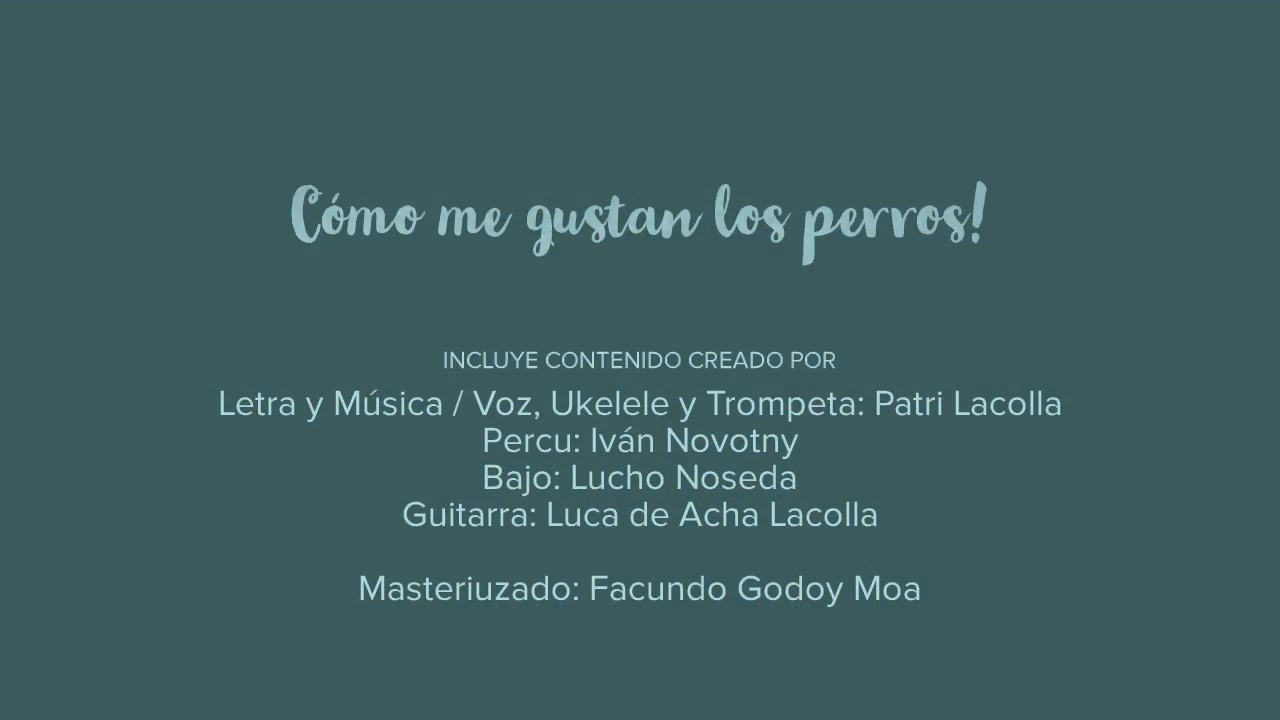 Cómo me gustan los perros!
INCLUYE CONTENIDO CREADO POR
Letra y Música / Voz, Ukelele y Trompeta: Patri Lacolla
Percu: Iván Novotny
Bajo: Lucho Noseda
Guitarra: Luca de Acha Lacolla
Masteriuzado: Facundo Godoy Moa